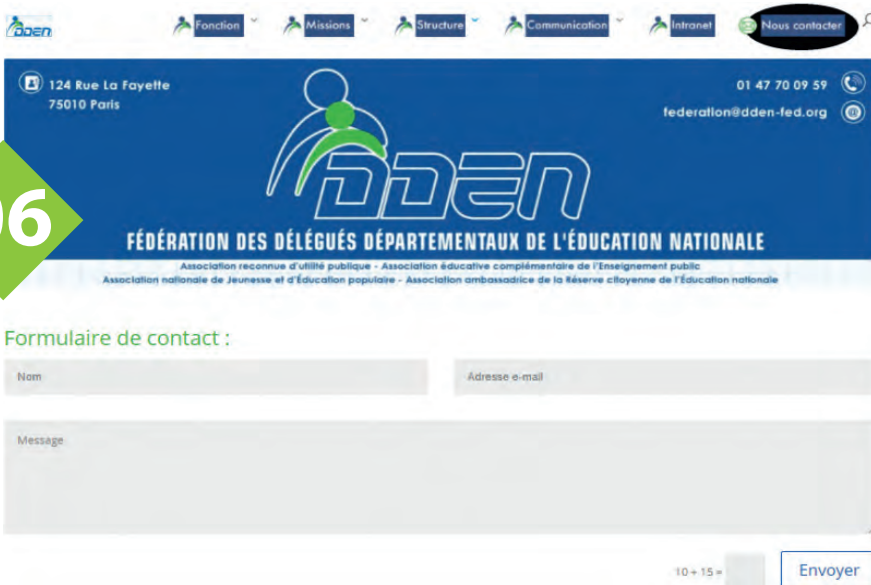 DDEN Fonction Missions Structure Communication Intranet Nous contacter
124 Rue La Fayette
75010 Paris
01 47 70 09 59
federation@dden-fed.org
DDEN
06
FÉDÉRATION DES DÉLÉGUÉS DÉPARTEMENTAUX DE L'ÉDUCATION NATIONALE
Association reconnue d'utilité publique - Association éducative complémentaire de l'Enseignement public
Association nationale de Jeunesse et d'Éducation populaire - Association ambassadrice de la Réserve citoyenne de l'Éducation nationale
Formulaire de contact :
Nom
Adresse e-mail
Message
10 + 15 =
Envoyer